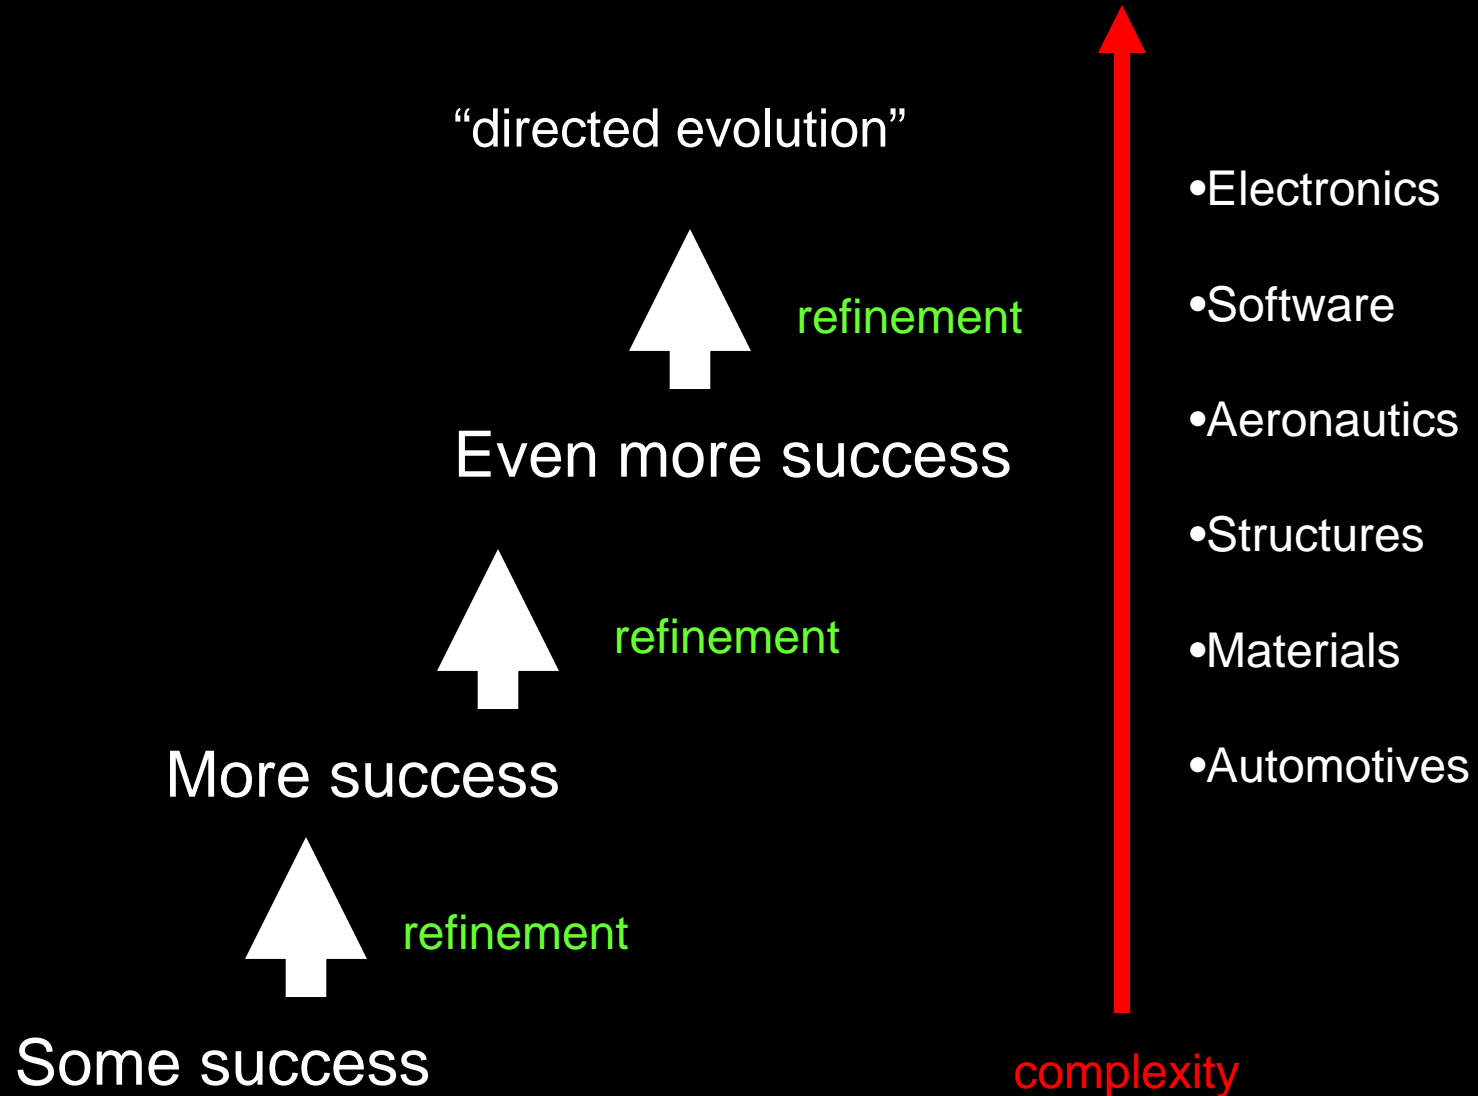 “directed evolution”
•Electronics
•Software
refinement
•Aeronautics
Even more success
•Structures
refinement
•Materials
More success
•Automotives
refinement
Some success
complexity